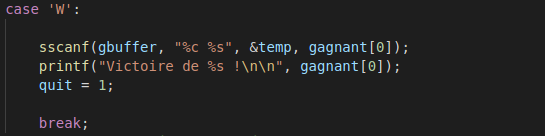 case 'W':
sscanf(gbuffer, "%c %s", &temp, gagnant[0]);
printf("Victoire de %s !\n\n", gagnant[0]);
quit = 1;
break;